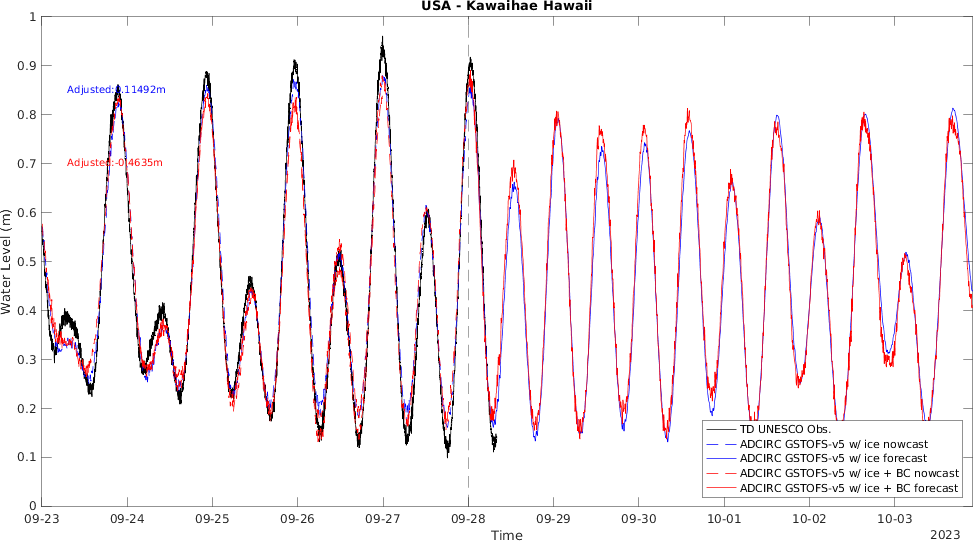 USA - Kawaihae Hawaii
1
0.9
0.8
0.7
0.6
0.5
0.4
0.3
0.2
0.1
0
Water Level (m)
Adjusted:0.11492m
Adjusted:-0.4635m
TD UNESCO Obs.
ADCIRC GSTOFS-v5 w/ ice nowcast
ADCIRC GSTOFS-v5 w/ ice forecast
ADCIRC GSTOFS-v5 w/ ice + BC nowcast
ADCIRC GSTOFS-v5 w/ ice + BC forecast
09-23 09-24 09-25 09-26 09-27 09-28 09-29 09-30 10-01 10-02 10-03
Time
2023